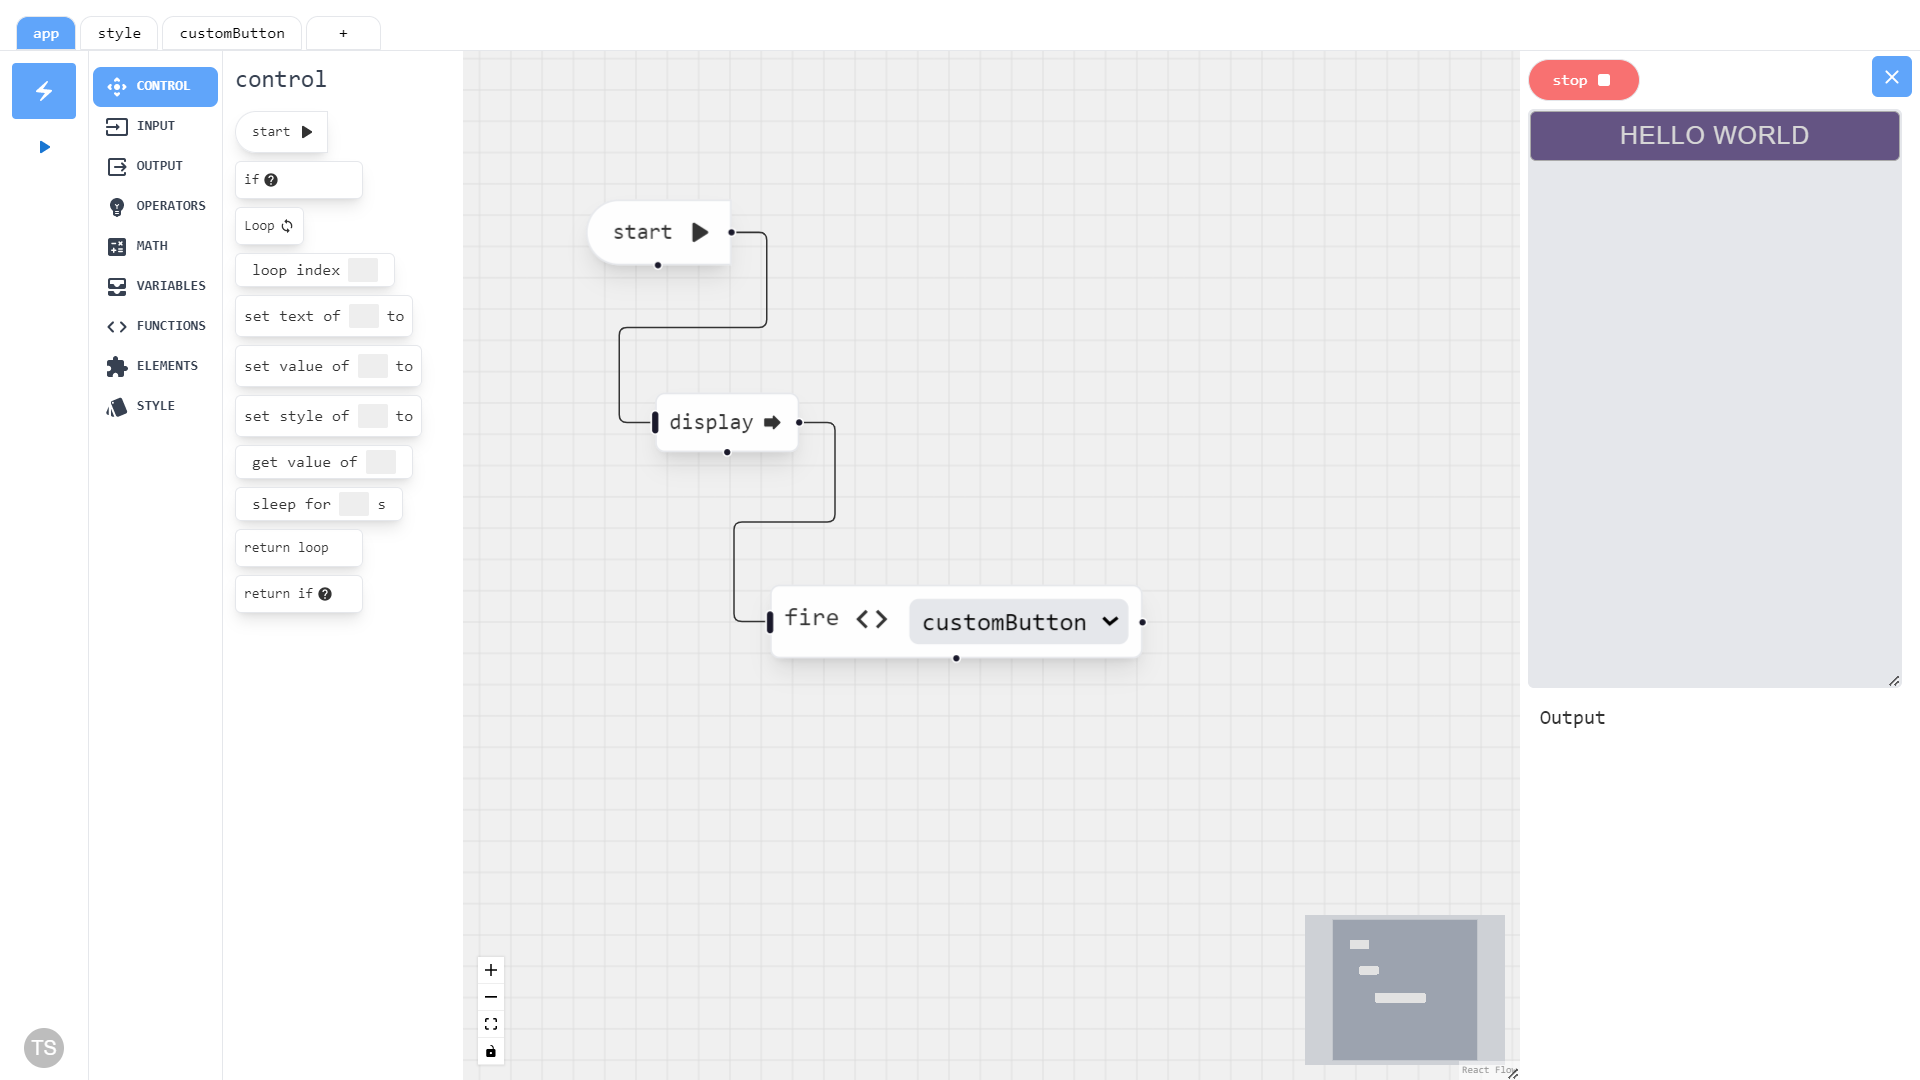 app
style
customButton
+
CONTROL
INPUT
OUTPUT
OPERATORS
MATH
VARIABLES
FUNCTIONS
ELEMENTS
STYLE
TS
control
start
if
Loop
loop index
set text of to
set value of to
set style of to
get value of
sleep for s
return loop
return if
start
display
fire <> customButton
React Flow
stop
HELLO WORLD
Output